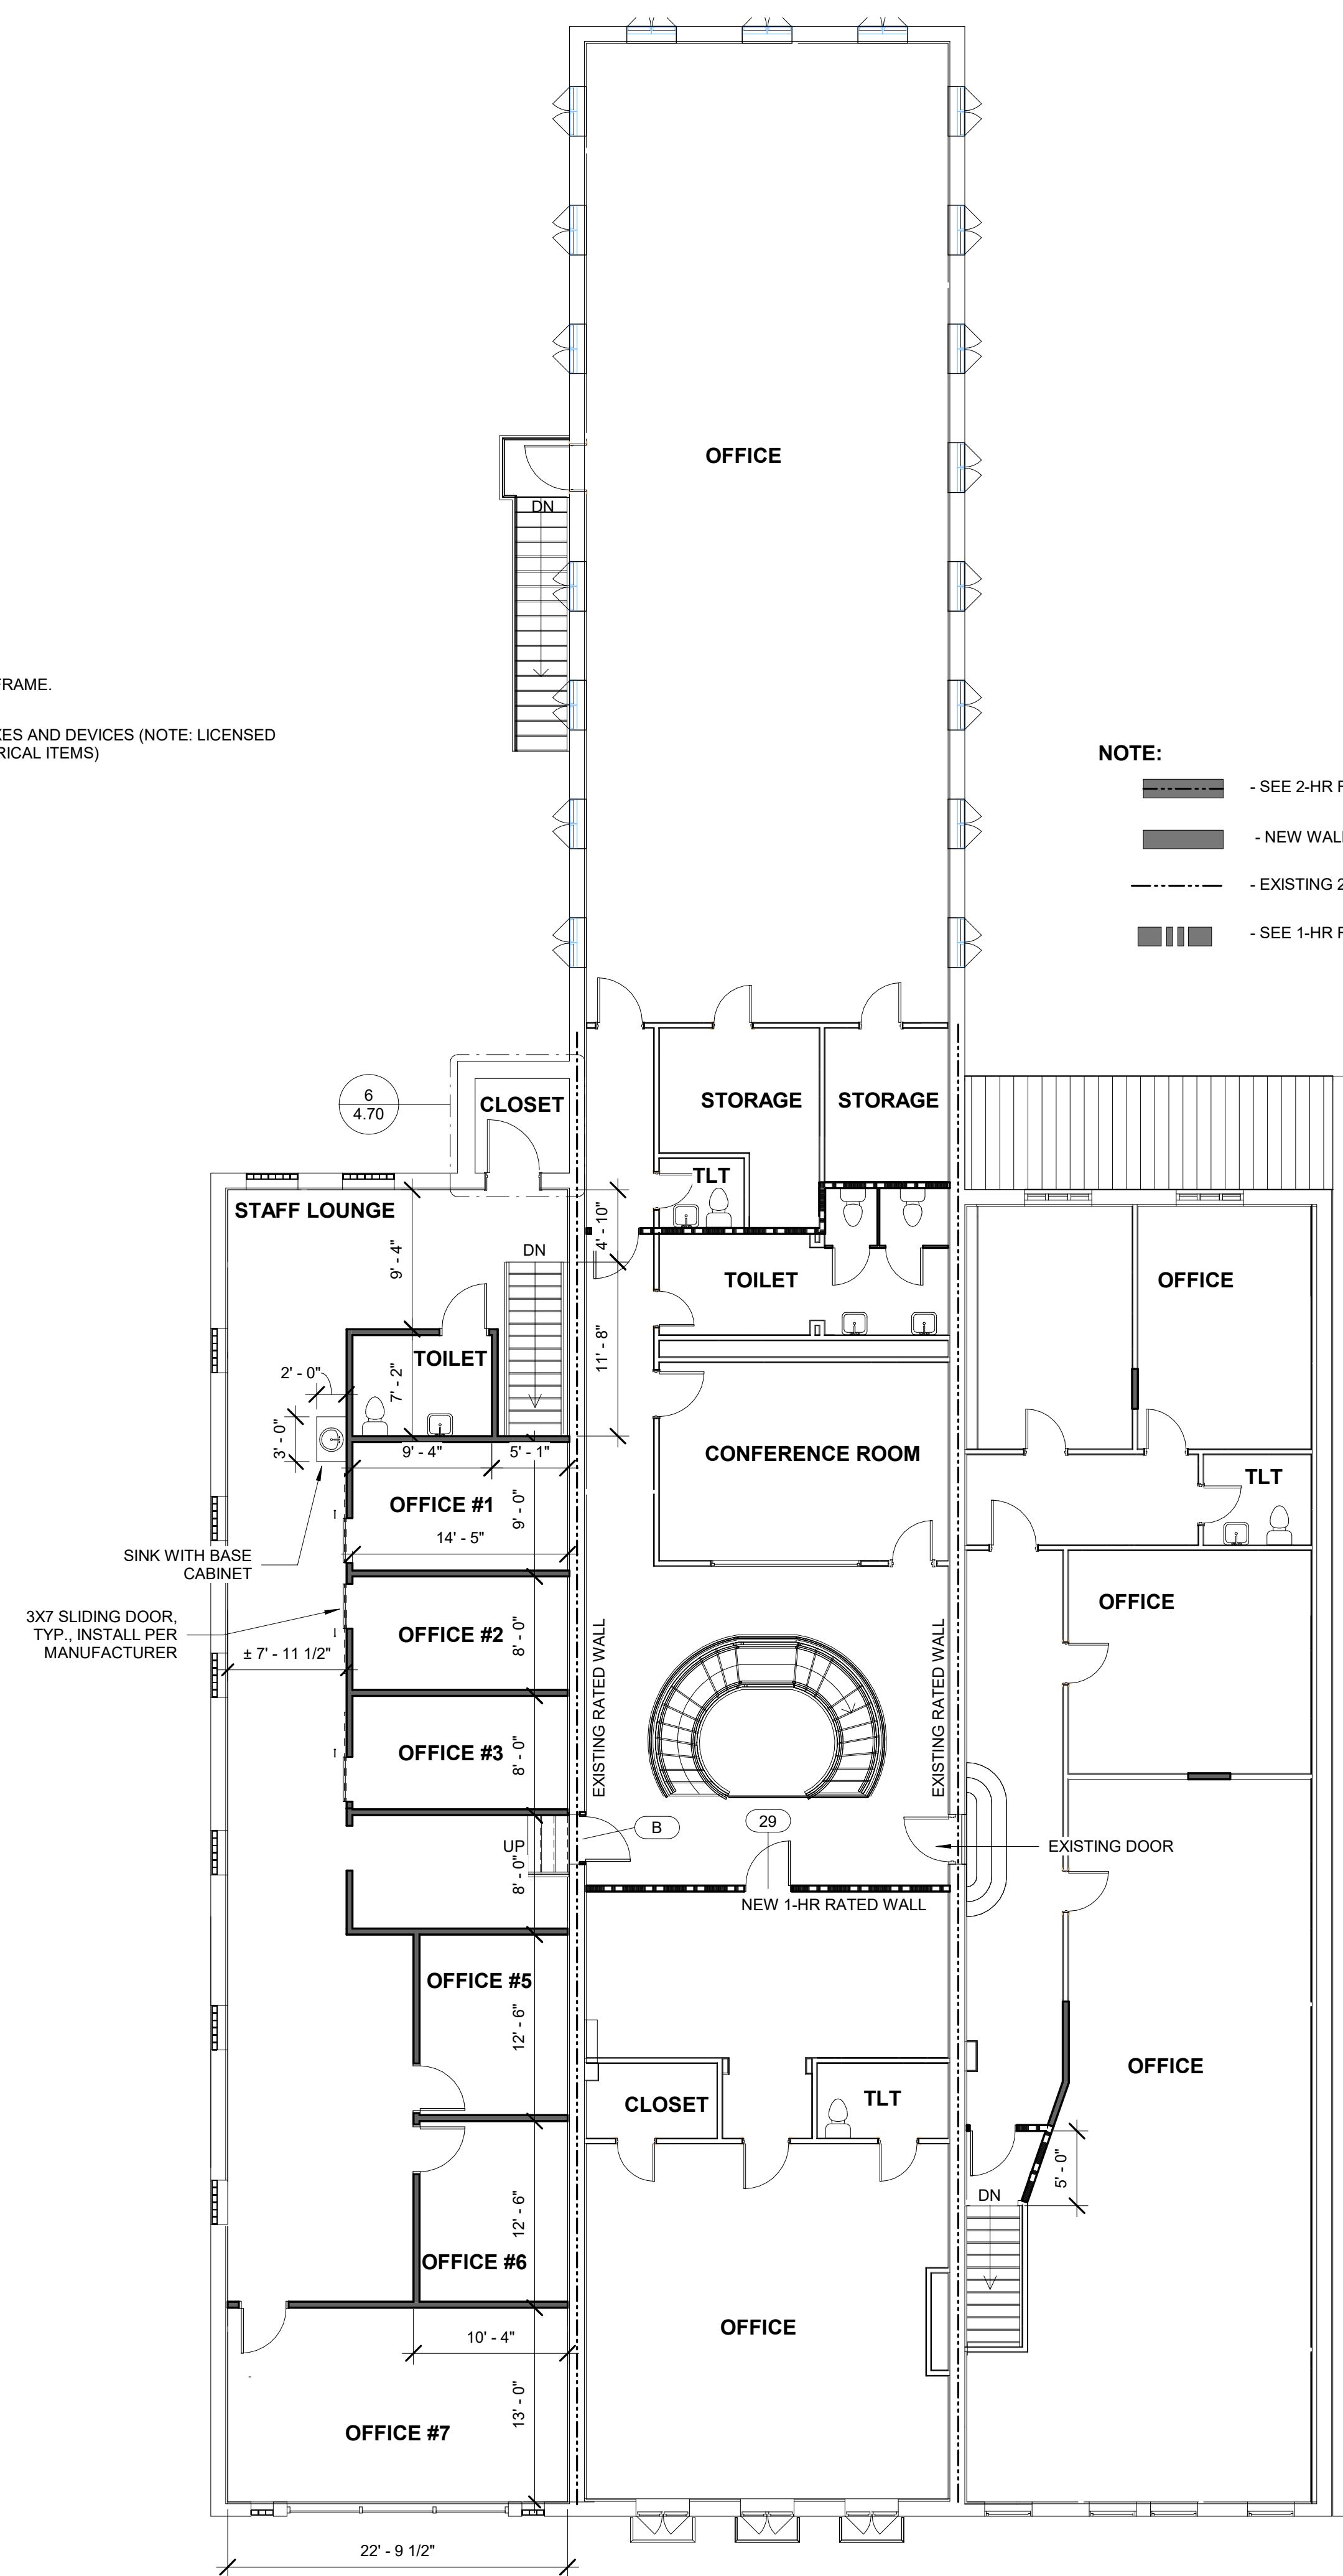 OFFICE
DN
FRAME.
KES AND DEVICES (NOTE: LICENSED
RICAL ITEMS)
NOTE:
- SEE 2-HR
- NEW WAL
- EXISTING 2
- SEE 1-HR
6
4.70
CLOSET
STORAGE
STORAGE
TLT
STAFF LOUNGE
9' - 4"
DN
4' - 10"
TOILET
OFFICE
11' - 8"
TOILET
7' - 2"
2' - 0"
3' - 0"
9' - 4"
5' - 1"
CONFERENCE ROOM
TLT
OFFICE #1
9' - 0"
14' - 5"
SINK WITH BASE
CABINET
3X7 SLIDING DOOR,
TYP., INSTALL PER
MANUFACTURER
OFFICE #2
8' - 0"
± 7' - 11 1/2"
OFFICE
EXISTING RATED WALL
EXISTING RATED WALL
OFFICE #3
8' - 0"
B
29
UP
EXISTING DOOR
8' - 0"
NEW 1-HR RATED WALL
OFFICE #5
12' - 6"
CLOSET
TLT
OFFICE
5' - 0"
DN
12' - 6"
OFFICE #6
OFFICE
10' - 4"
13' - 0"
OFFICE #7
22' - 9 1/2"